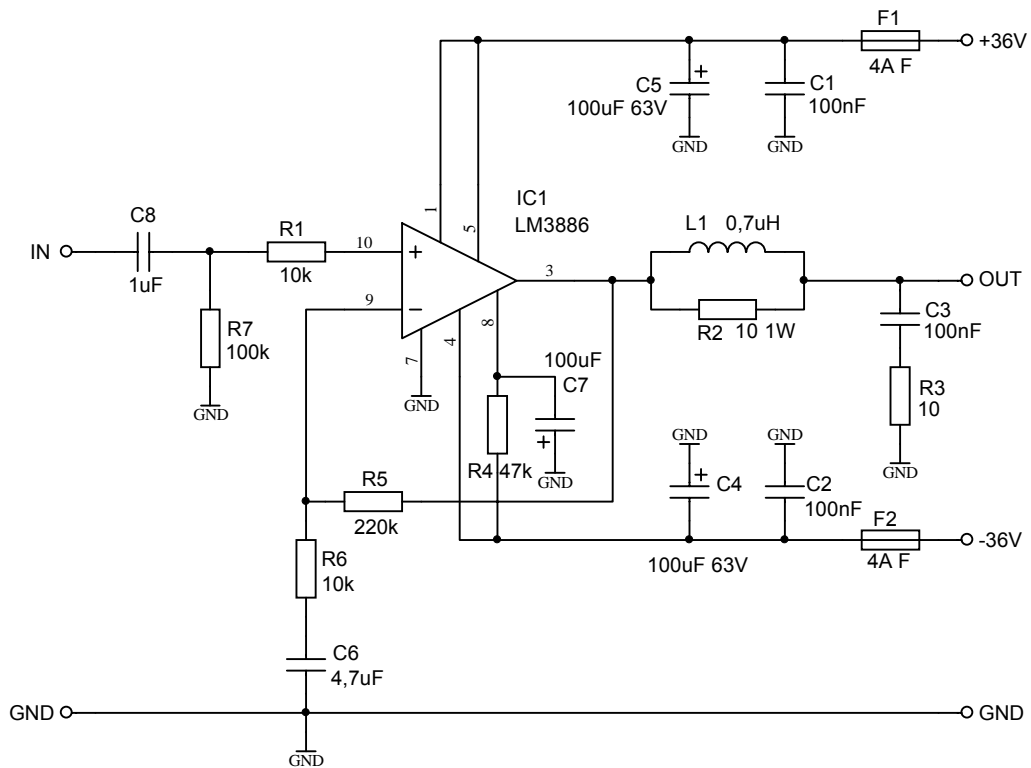 F1
+36V
4A F
C5
+
100uF 63V
C1
100nF
GND
GND
IC1
LM3886
1
5
C8
IN
1uF
R1
10k
10
+
9
−
3
L1 0,7uH
OUT
R2 10 1W
C3
100nF
R7
100k
GND
8
4
7
GND
100uF
C7
+
GND
R3
10
GND
R4 47k
GND
GND
+
C4
C2
100nF
R5
220k
F2
-36V
4A F
100uF 63V
R6
10k
C6
4,7uF
GND
GND
GND